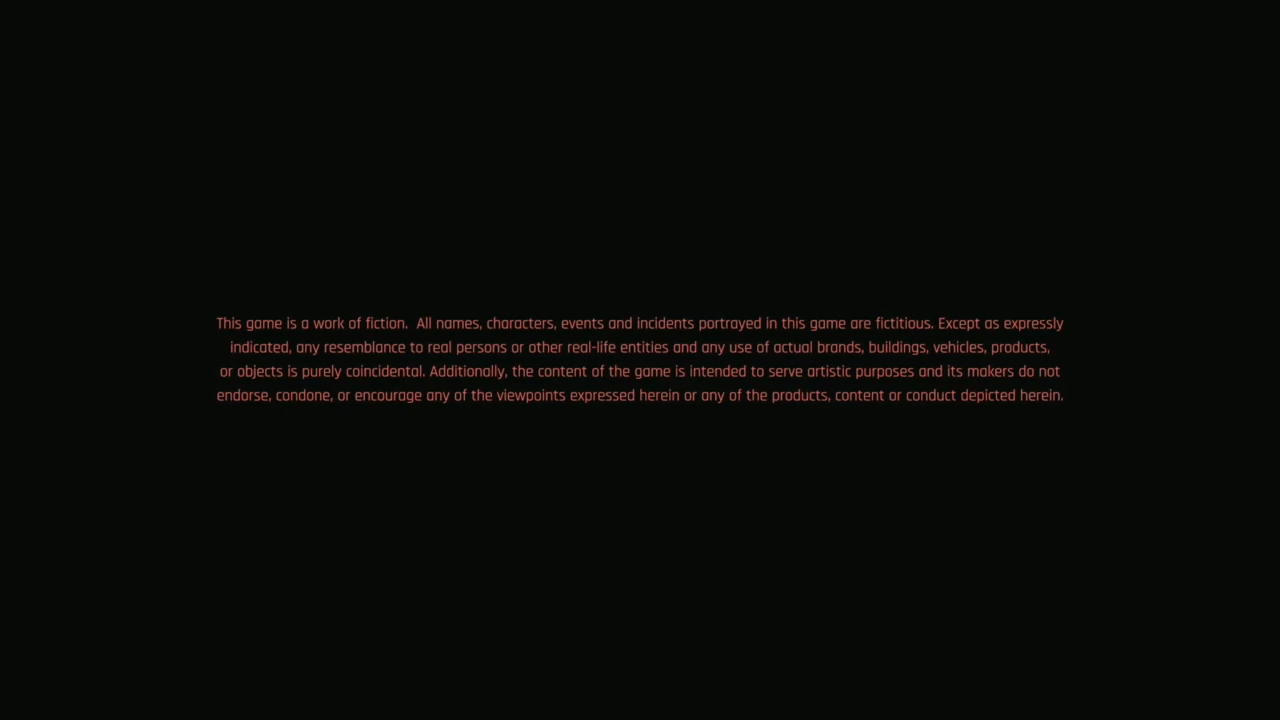 This game is a work of fiction.  All names, characters, events and incidents portrayed in this game are fictitious. Except as expressly
indicated, any resemblance to real persons or other real-life entities and any use of actual brands, buildings, vehicles, products,
or objects is purely coincidental. Additionally, the content of the game is intended to serve artistic purposes and its makers do not
endorse, condone, or encourage any of the viewpoints expressed herein or any of the products, content or conduct depicted herein.